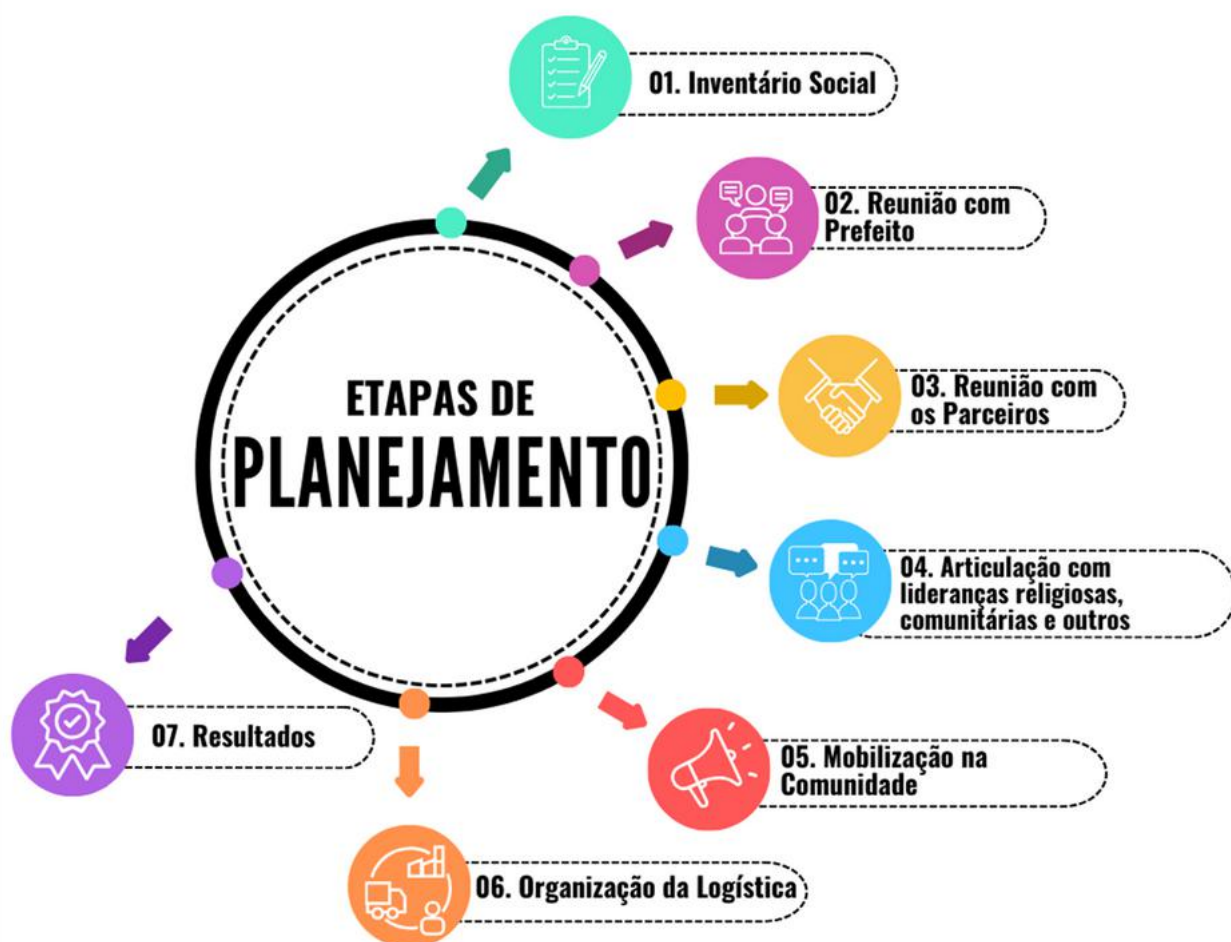 ETAPAS DE
PLANEJAMENTO
01. Inventário Social
02. Reunião com
Prefeito
03. Reunião com
os Parceiros
04. Articulação com
lideranças religiosas,
comunitárias e outros
05. Mobilização na
Comunidade
06. Organização da Logística
07. Resultados